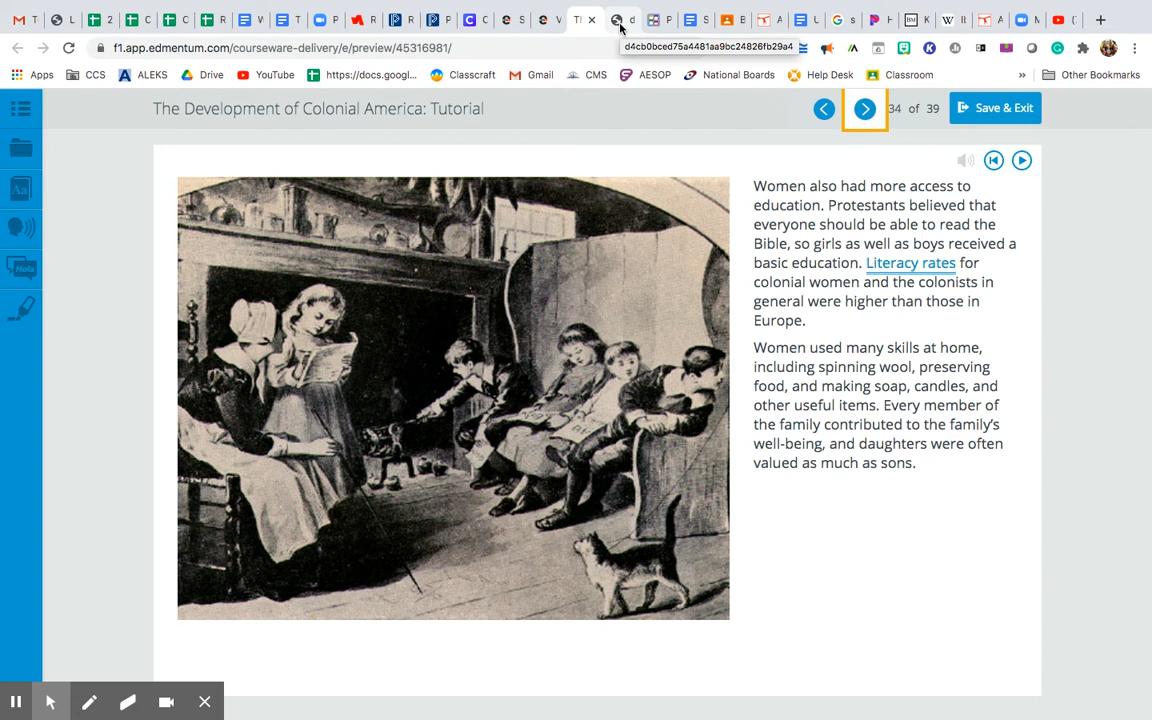 T
L
2
C
C
R
W
T
P
R
R
P
C
S
V
Tl
d
P
S
B
A
U
s
H
K
Il
A
M
(
f1.app.edmentum.com/courseware-delivery/e/preview/45316981/
d4cb0bced75a4481aa9bc24826fb29a4
Apps
CCS
ALEKS
Drive
YouTube
https://docs.googl...
Classcraft
Gmail
CMS
AESOP
National Boards
Help Desk
Classroom
»
Other Bookmarks
The Development of Colonial America: Tutorial
34 of 39
Save & Exit
Aa
Hola
Women also had more access to
education. Protestants believed that
everyone should be able to read the
Bible, so girls as well as boys received a
basic education. Literacy rates for
colonial women and the colonists in
general were higher than those in
Europe.
Women used many skills at home,
including spinning wool, preserving
food, and making soap, candles, and
other useful items. Every member of
the family contributed to the family's
well-being, and daughters were often
valued as much as sons.